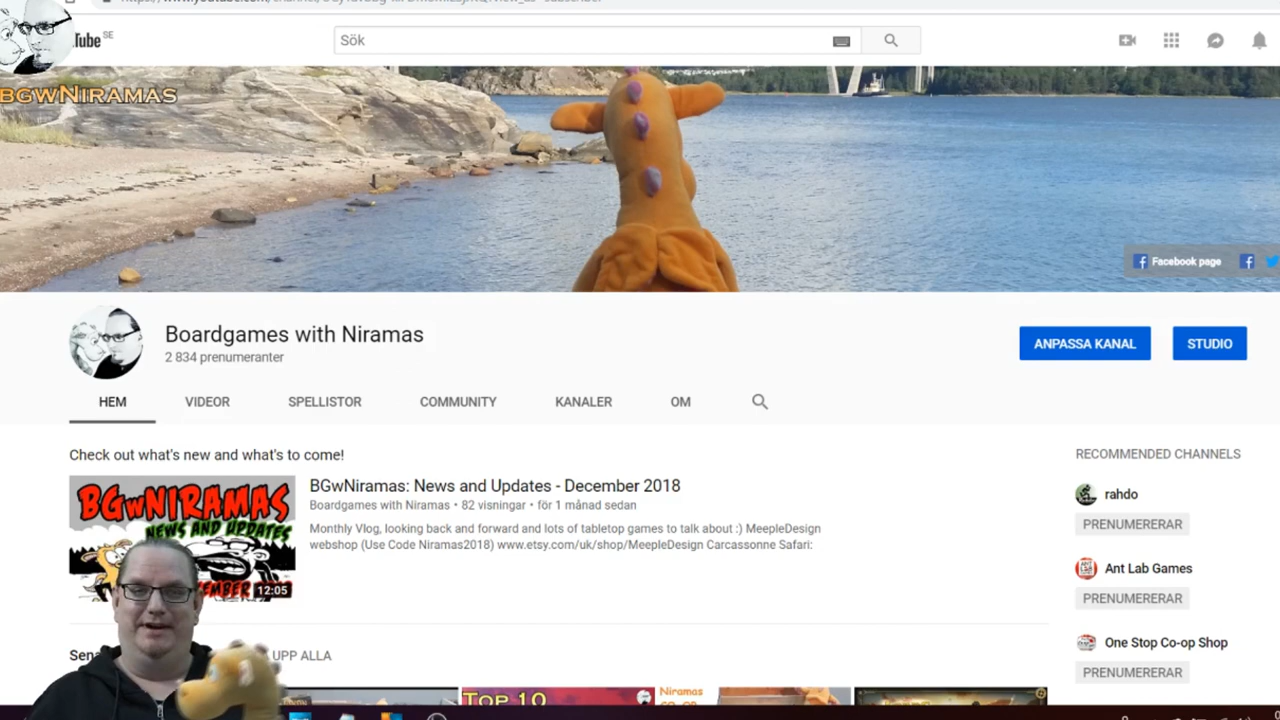 Tube SE
Sök
BGWNIRAMAS
Facebook page
Boardgames with Niramas
2 834 prenumeranter
ANPASSA KANAL
STUDIO
HEM
VIDEOR
SPELLISTOR
COMMUNITY
KANALER
OM
Check out what's new and what's to come!
RECOMMENDED CHANNELS
BGWNIRAMAS
NEWS AND UPDATES
12:05
BGwNiramas: News and Updates - December 2018
Boardgames with Niramas • 82 visningar • för 1 månad sedan
Monthly Vlog, looking back and forward and lots of tabletop games to talk about :) MeepleDesign
webshop (Use Code Niramas2018) www.etsy.com/uk/shop/MeepleDesign Carcassonne Safari:
rahdo
PRENUMERERAR
Ant Lab Games
PRENUMERERAR
One Stop Co-op Shop
PRENUMERERAR
UPP ALLA
TOP 10
Niramas